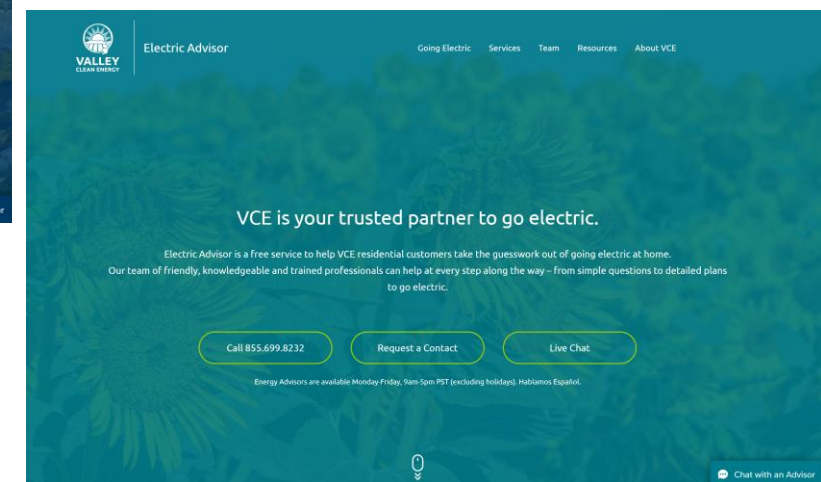 VALLEY
CLEAN ENERGY
Electric Advisor
Going Electric Services Team Resources About VCE
VCE is your trusted partner to go electric.
Electric Advisor is a free service to help VCE residential customers take the guesswork out of going electric at home.
Our team of friendly, knowledgeable and trained professionals can help at every step along the way – from simple questions to detailed plans
to go electric.
Call 855.699.8232 Request a Contact Live Chat
Energy Advisors are available Monday-Friday, 9am-5pm PST (excluding holidays). Hablamos Español.
Chat with an Advisor